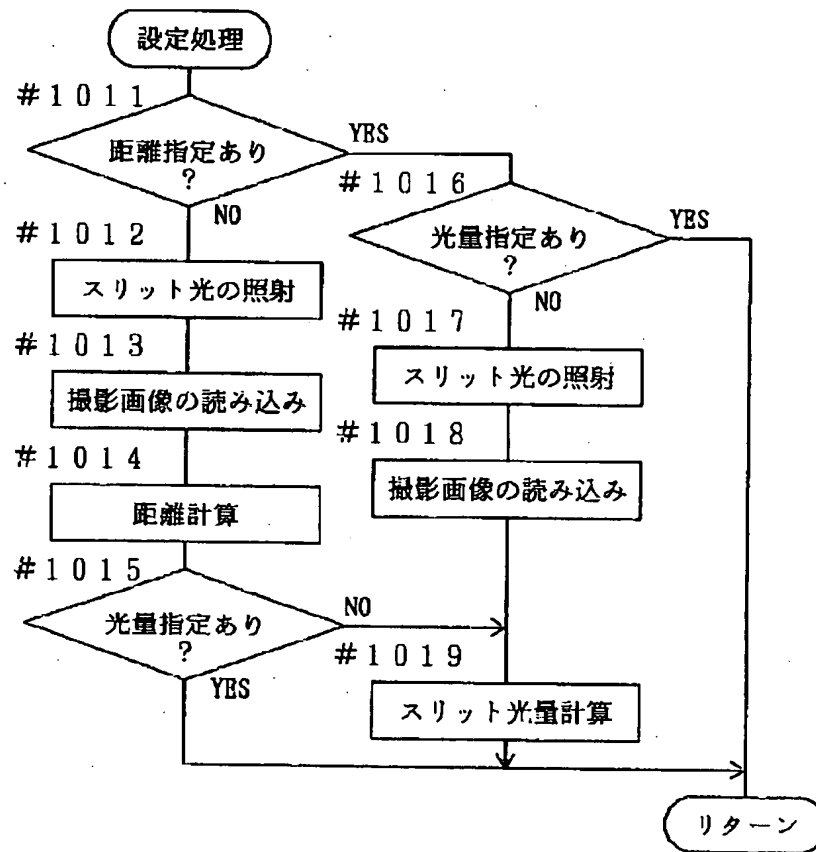 設定処理
#1011
距離指定あり
?
YES
NO
#1012
スリット光の照射
#1013
撮影画像の読み込み
#1014
距離計算
#1015
光量指定あり
?
NO
YES
#1016
光量指定あり
?
YES
NO
#1017
スリット光の照射
#1018
撮影画像の読み込み
#1019
スリット光量計算
リターン